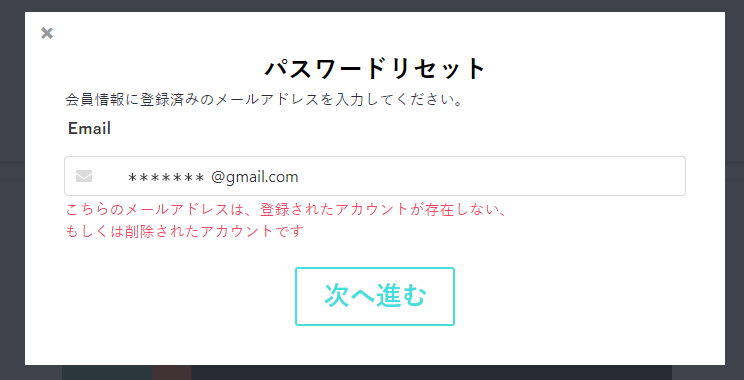 パスワードリセット
会員情報に登録済みのメールアドレスを入力してください。
Email
******* @gmail.com
こちらのメールアドレスは、登録されたアカウントが存在しない、
もしくは削除されたアカウントです
次へ進む